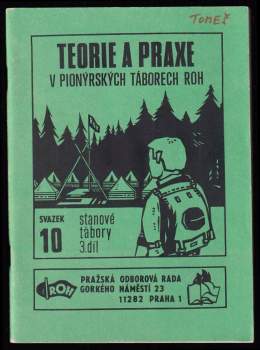 TOMEŠ
TEORIE A PRAXE
V PIONÝRSKÝCH TÁBORECH ROH
SVAZEK
10
stanové
tábory
3.díl
ROH
PRAŽSKÁ ODBOROVÁ RADA
GORKÉHO NÁMĚSTÍ 23
11282 PRAHA 1